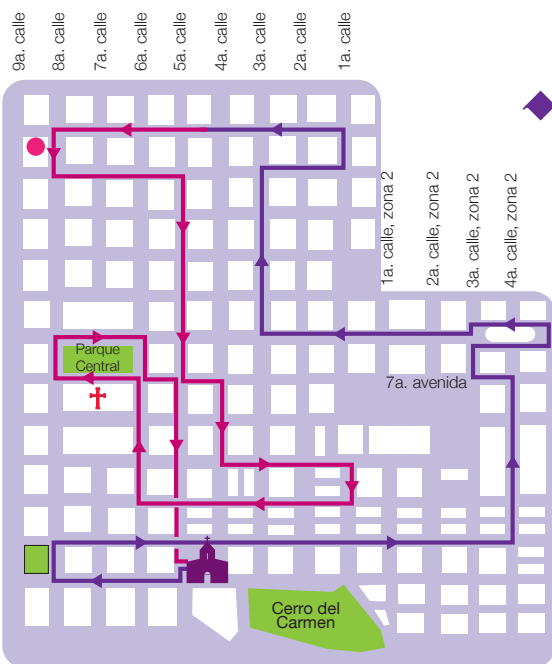 9a. calle
8a. calle
7a. calle
6a. calle
5a. calle
4a. calle
3a. calle
2a. calle
1a. calle
1a. calle, zona 2
2a. calle, zona 2
3a. calle, zona 2
4a. calle, zona 2
Parque
Central
7a. avenida
Cerro del
Carmen